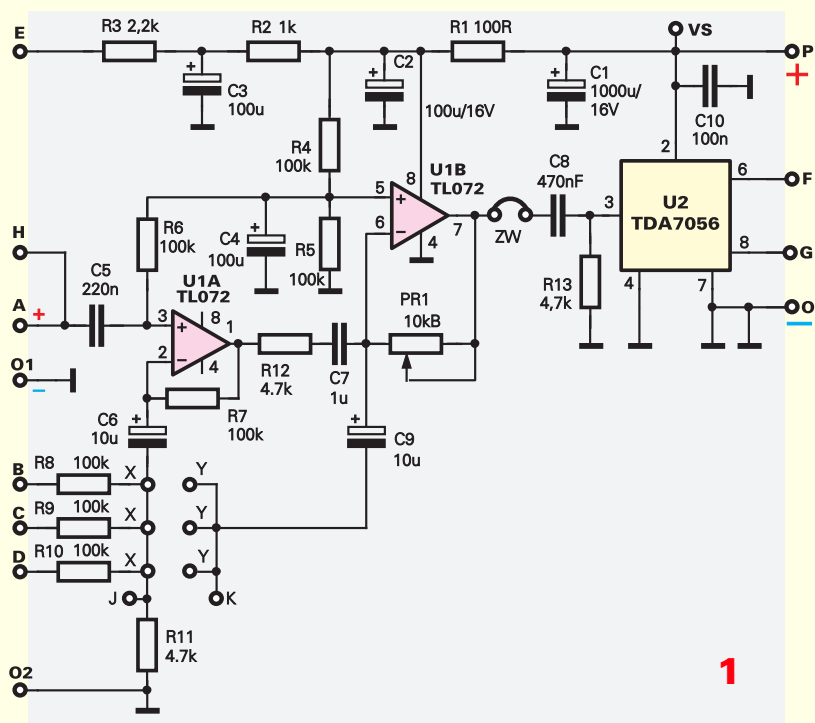 E
R3 2,2k
R2 1k
R1 100R
VS
P
+
+
C3
100u
+
C2
100u/16V
+
C1
1000u/
16V
C10
100n
R4
100k
2
U1B
TL072
8
5
+
6
−
7
4
C8
470nF
3
U2
TDA7056
6
F
8
G
4
7
O
−
ZW
R13
4,7k
H
R6
100k
+
C4
100u
R5
100k
A
+
C5
220n
U1A
TL072
3
+
8
1
2
−
4
PR1
10kB
O1
−
R12
4.7k
C7
1u
R7
100k
C6
10u
+
+
C9
10u
B
R8
100k
X
Y
C
R9
100k
X
Y
D
R10
100k
X
Y
J
K
R11
4.7k
O2
1